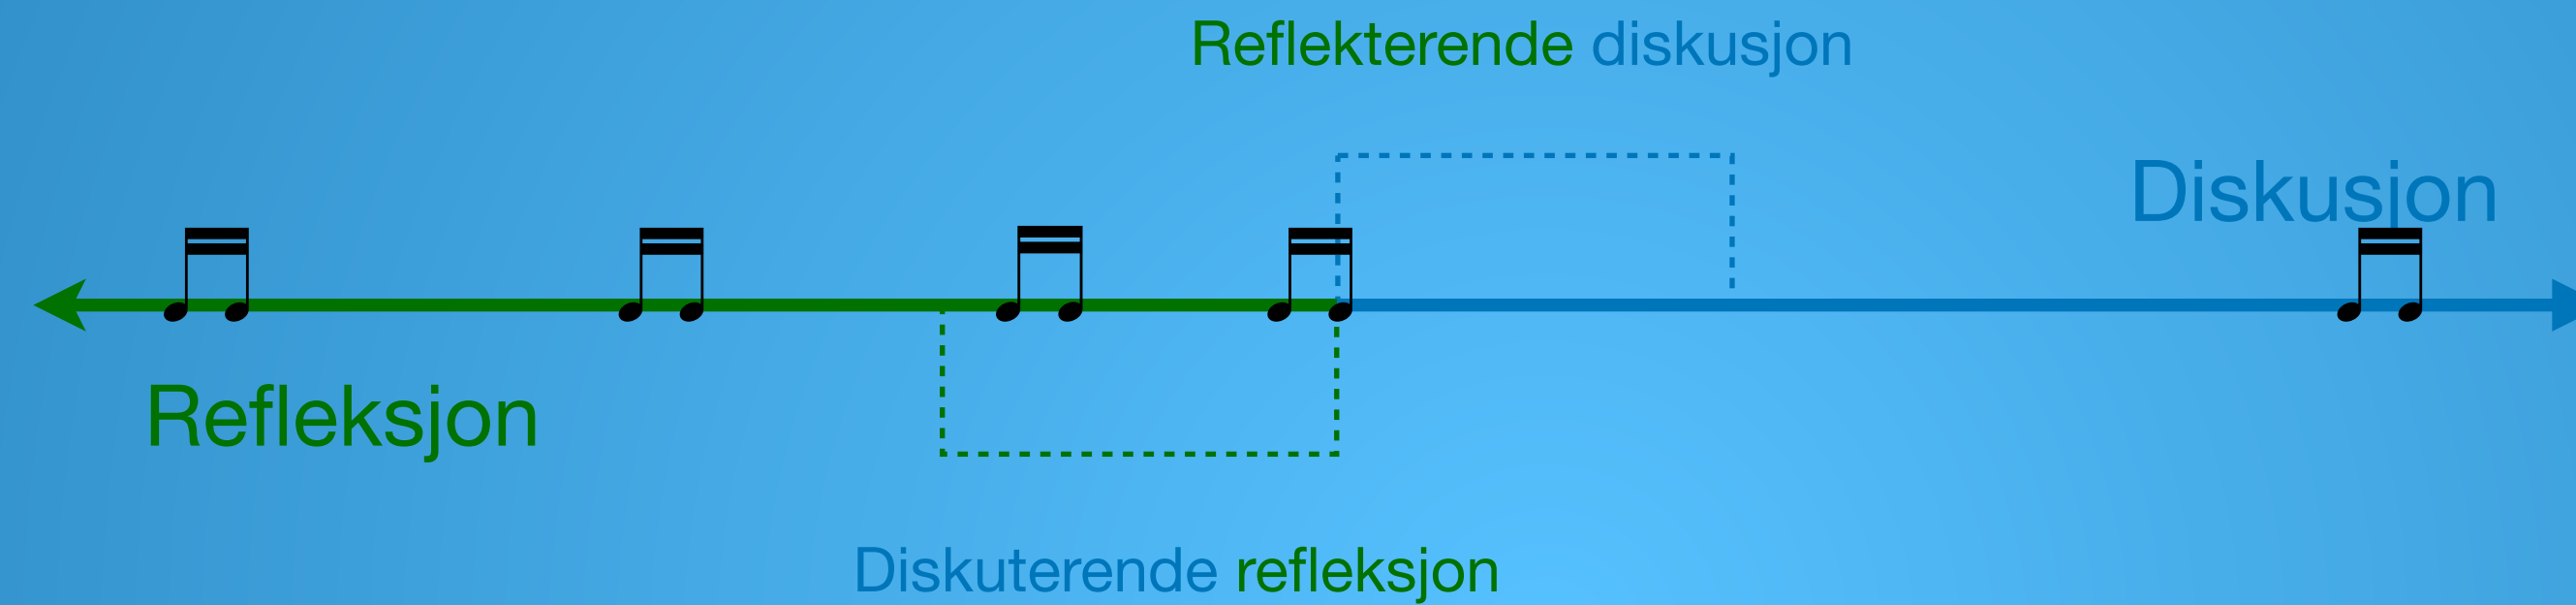 Reflekterende diskusjon
Diskusjon
Refleksjon
Diskuterende refleksjon